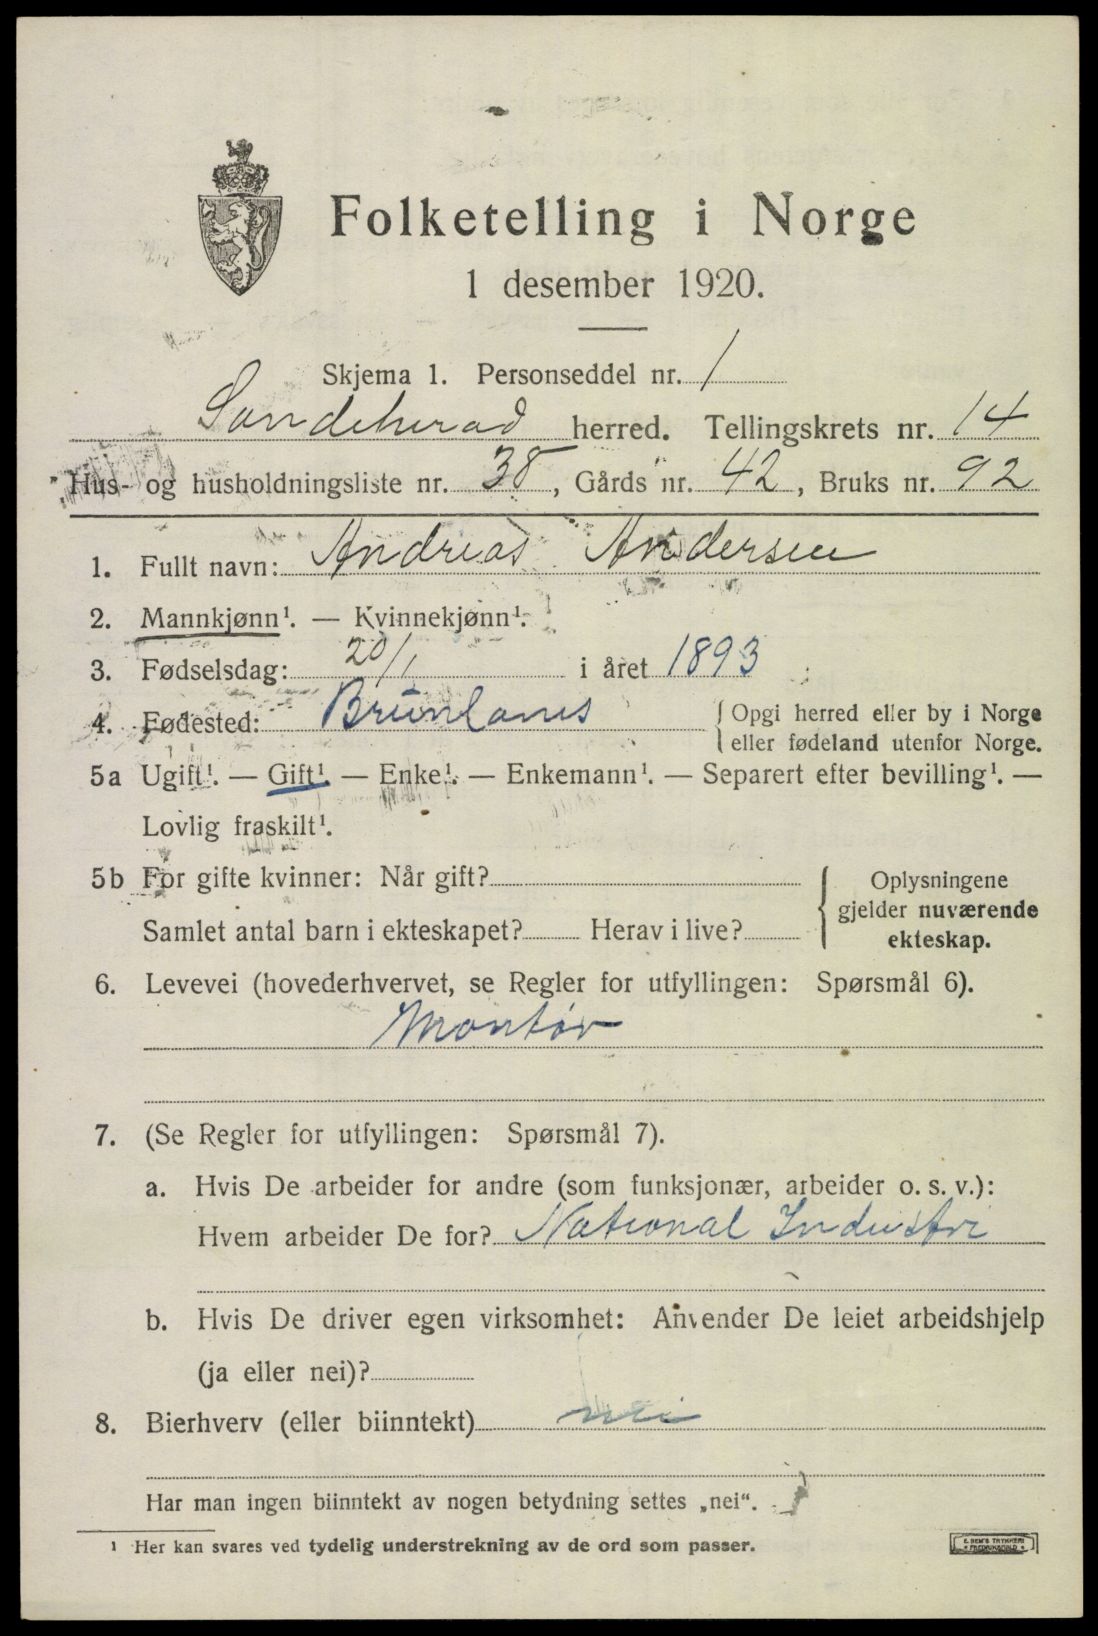 Folketelling i Norge
1 desember 1920.
Skjema 1. Personseddel nr. 1
Sandeherad herred. Tellingskrets nr. 14
Hus- og husholdningsliste nr. 38, Gårds nr. 42, Bruks nr. 92
1. Fullt navn: Andreas Andersen
2. Mannkjønn¹. — Kvinnekjønn¹.
3. Fødselsdag: 20/1 i året 1893
4. Fødested: Brunlanes { Opgi herred eller by i Norge
eller fødeland utenfor Norge.
5a Ugift¹. — Gift¹ — Enke¹. — Enkemann¹. — Separert efter bevilling¹. —
Lovlig fraskilt¹.
5b For gifte kvinner: Når gift?
Samlet antal barn i ekteskapet? Herav i live?
Oplysningene
gjelder nuværende
ekteskap.
6. Levevei (hovederhvervet, se Regler for utfyllingen: Spørsmål 6).
Montør
7. (Se Regler for utfyllingen: Spørsmål 7).
a. Hvis De arbeider for andre (som funksjonær, arbeider o. s. v.):
Hvem arbeider De for? National Industri
b. Hvis De driver egen virksomhet: Anvender De leiet arbeidshjelp
(ja eller nei)?
8. Bierhverv (eller biinntekt) nei
Har man ingen biinntekt av nogen betydning settes „nei“.
¹ Her kan svares ved tydelig understrekning av de ord som passer.